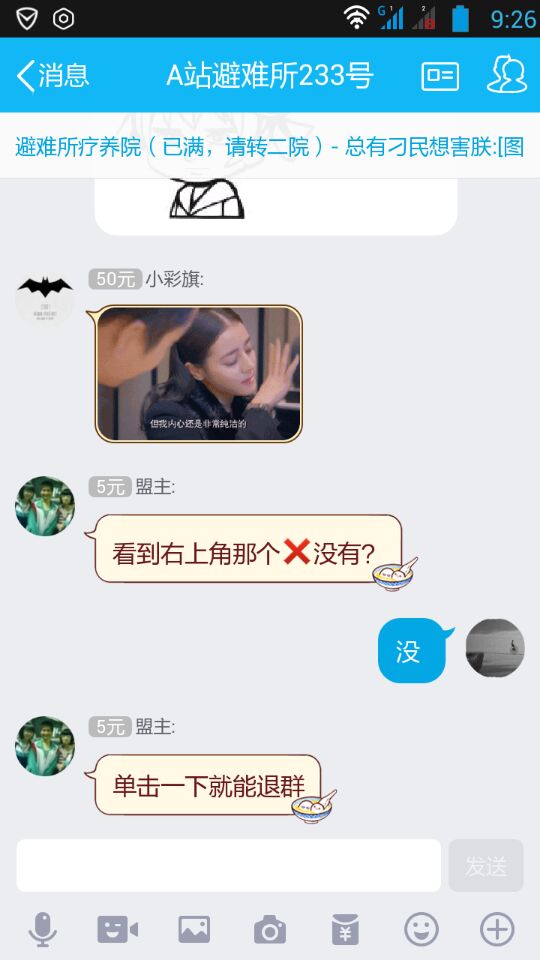 G 1 2 9:26
消息 A站避难所233号
避难所疗养院（已满，请转二院）- 总有刁民想害朕:[图
50元 小彩旗:
但我内心还是非常纯洁的
5元 盟主:
看到右上角那个❌没有?
没
5元 盟主:
单击一下就能退群
发送
¥